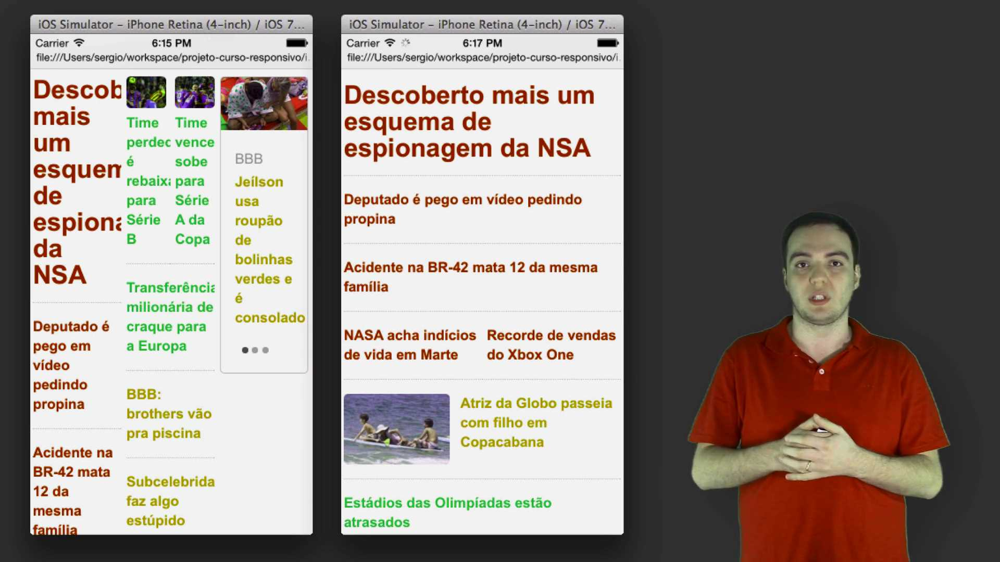 iOS Simulator – iPhone Retina (4-inch) / iOS 7...
Carrier 6:15 PM
file:///Users/sergio/workspace/projeto-curso-responsivo/i
Descob
mais
um
esquem
de
espiona
da
NSA
Deputado é
pego em
vídeo
pedindo
propina
Acidente na
BR-42 mata
12 da
mesma
família
Time
perdec
é
rebaixa
para
Série
B
Time
vence
sobe
para
Série
A da
Copa
Transferência
milionária de
craque para
a Europa
BBB:
brothers vão
pra piscina
Subcelebrida
faz algo
estúpido
BBB
Jeílson
usa
roupão
de
bolinhas
verdes e
é
consolado
iOS Simulator – iPhone Retina (4-inch) / iOS 7...
Carrier 6:17 PM
file:///Users/sergio/workspace/projeto-curso-responsivo/i
Descoberto mais um
esquema de
espionagem da NSA
Deputado é pego em vídeo pedindo
propina
Acidente na BR-42 mata 12 da mesma
família
NASA acha indícios
de vida em Marte
Recorde de vendas
do Xbox One
Atriz da Globo passeia
com filho em
Copacabana
Estádios das Olimpíadas estão
atrasados